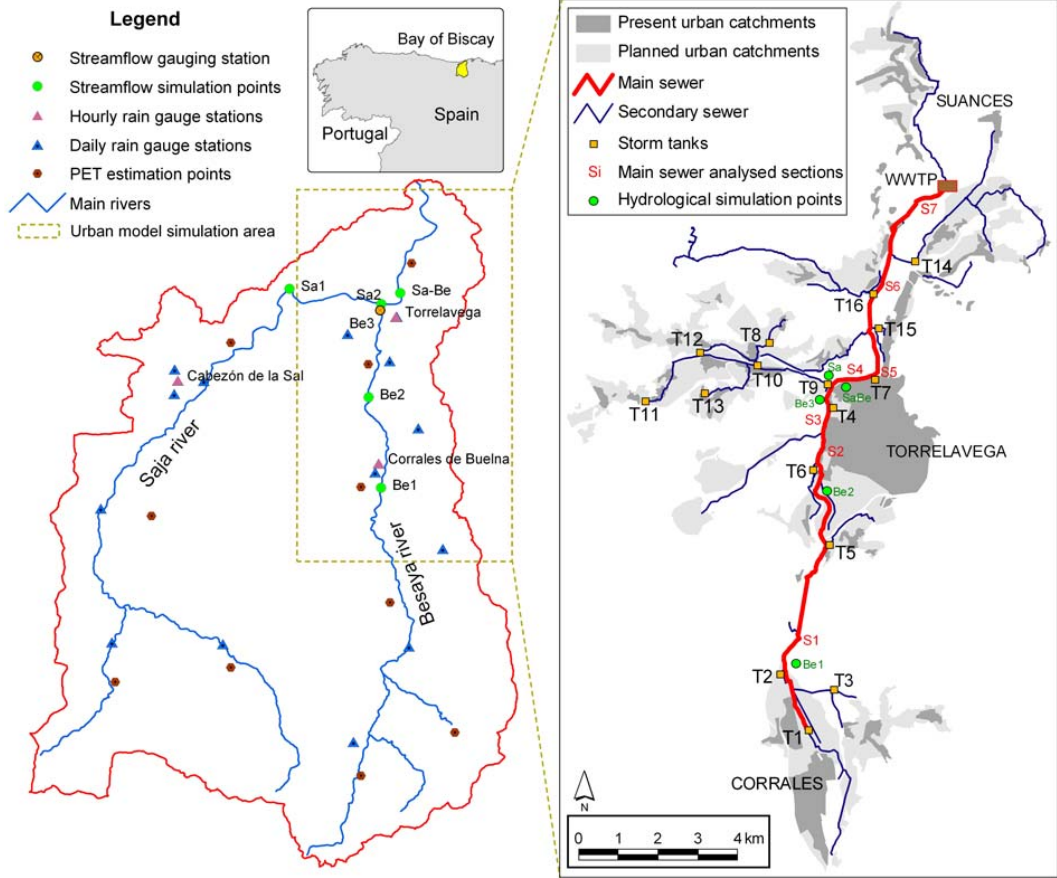 Legend
Streamflow gauging station
Streamflow simulation points
Hourly rain gauge stations
Daily rain gauge stations
PET estimation points
Main rivers
Urban model simulation area
Bay of Biscay
Spain
Portugal
Sa1
Sa2
Sa-Be
Torrelavega
Be3
Cabezón de la Sal
Be2
Saja river
Corrales de Buelna
Be1
Besaya river
Present urban catchments
Planned urban catchments
Main sewer
Secondary sewer
Storm tanks
Si Main sewer analysed sections
Hydrological simulation points
SUANCES
WWTP
S7
T14
S6
T16
T15
T12
T8
T10
Sa
S4
S5
T9
SaBe
T7
T11
T13
Be3
T4
S3
S2
TORRELAVEGA
T6
Be2
T5
S1
Be1
T2
T3
T1
CORRALES
N
0 1 2 3 4 km